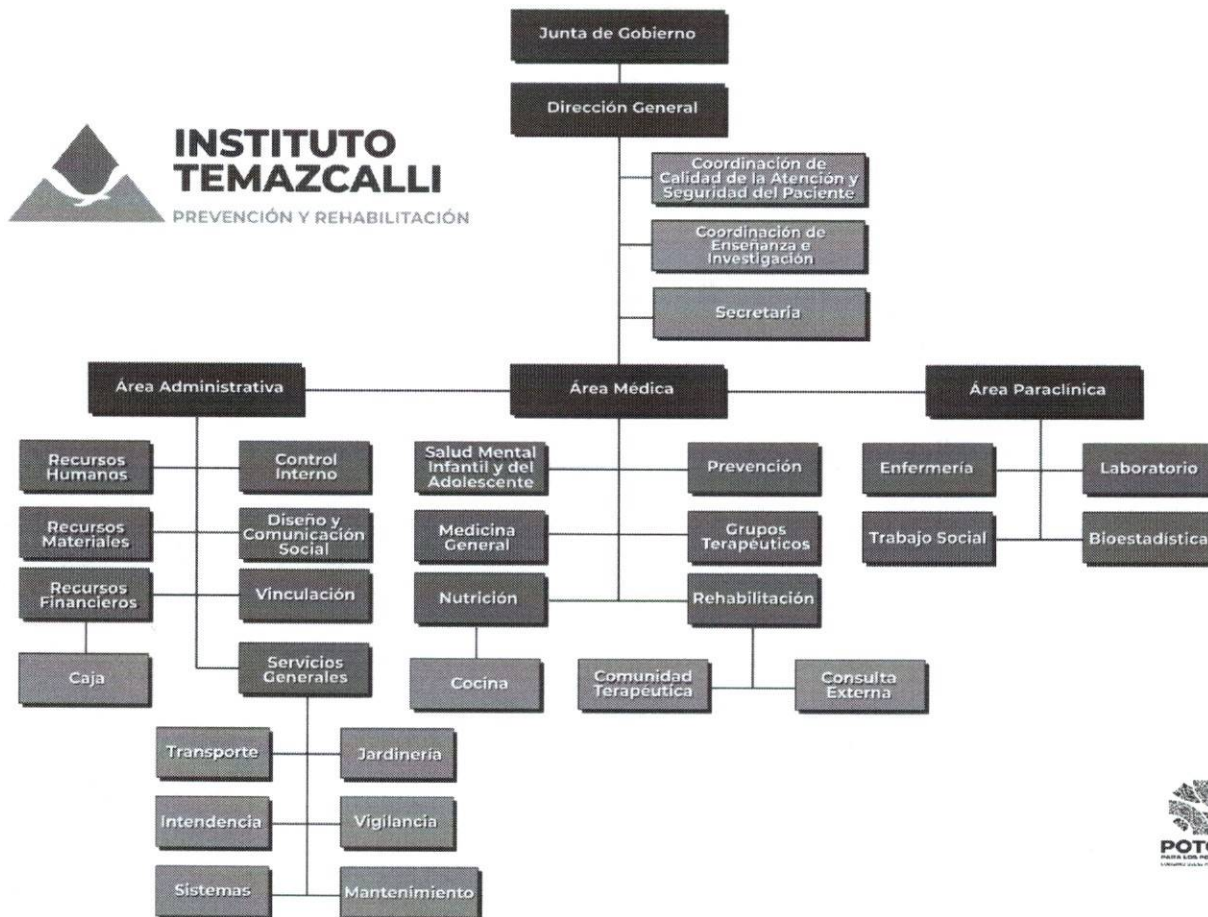 Junta de Gobierno
Dirección General
INSTITUTO
TEMAZCALLI
PREVENCIÓN Y REHABILITACIÓN
Coordinación de
Calidad de la Atención y
Seguridad del Paciente
Coordinación de
Enseñanza e
Investigación
Secretaria
Área Administrativa
Área Médica
Área Paraclínica
Recursos
Humanos
Control
Interno
Salud Mental
Infantil y del
Adolescente
Prevención
Enfermería
Laboratorio
Recursos
Materiales
Diseño y
Comunicación
Social
Medicina
General
Grupos
Terapéuticos
Trabajo Social
Bioestadística
Recursos
Financieros
Vinculación
Nutrición
Rehabilitación
Caja
Servicios
Generales
Cocina
Comunidad
Terapéutica
Consulta
Externa
Transporte
Jardinería
Intendencia
Vigilancia
Sistemas
Mantenimiento
PARA LOS